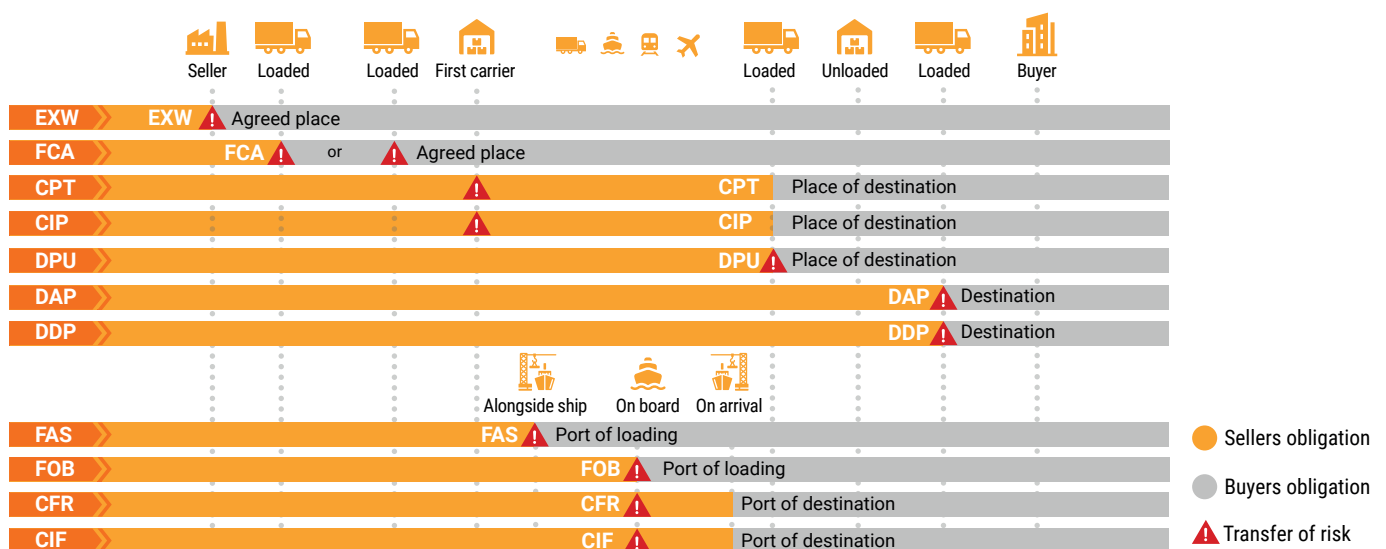 Seller Loaded Loaded First carrier Loaded Unloaded Loaded Buyer
EXW EXW Agreed place
FCA FCA or Agreed place
CPT CPT Place of destination
CIP CIP Place of destination
DPU DPU Place of destination
DAP DAP Destination
DDP DDP Destination
Alongside ship On board On arrival
FAS FAS Port of loading
FOB FOB Port of loading
CFR CFR Port of destination
CIF CIF Port of destination
Sellers obligation
Buyers obligation
Transfer of risk